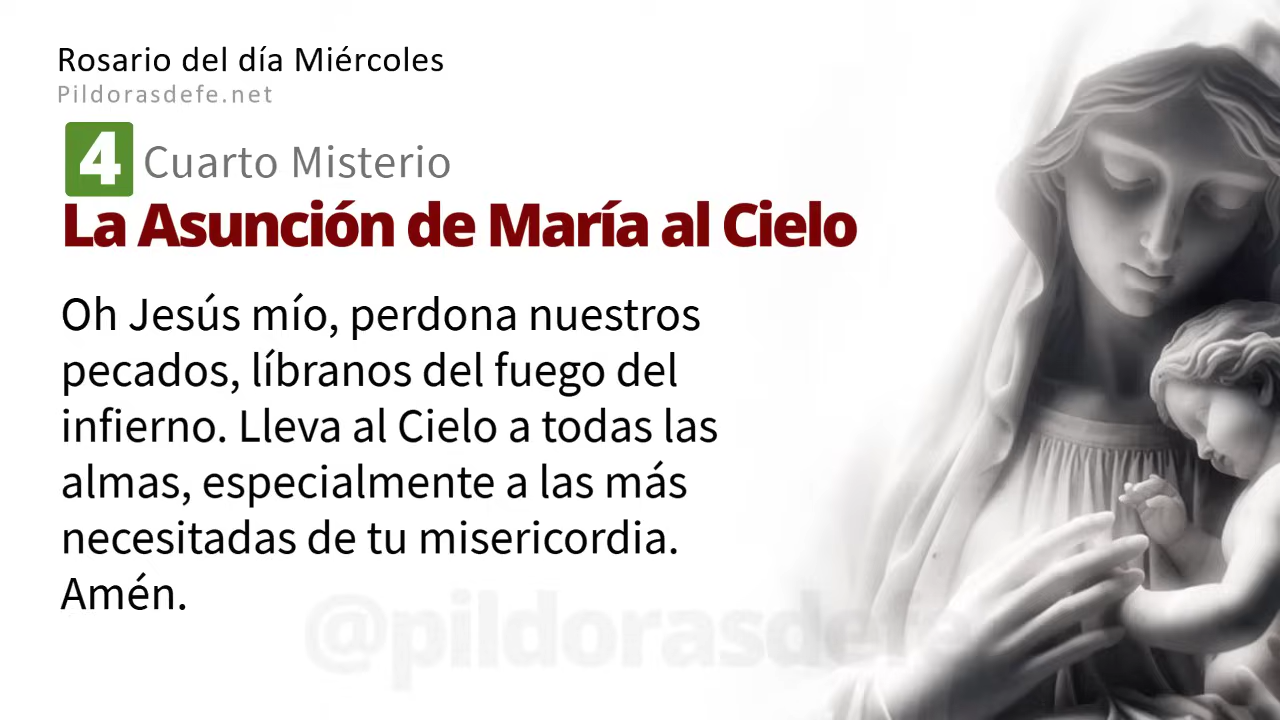 Rosario del día Miércoles
Pildorasdefe.net
4 Cuarto Misterio
La Asunción de María al Cielo
Oh Jesús mío, perdona nuestros
pecados, líbranos del fuego del
infierno. Lleva al Cielo a todas las
almas, especialmente a las más
necesitadas de tu misericordia.
Amén.
@pildorasdefe